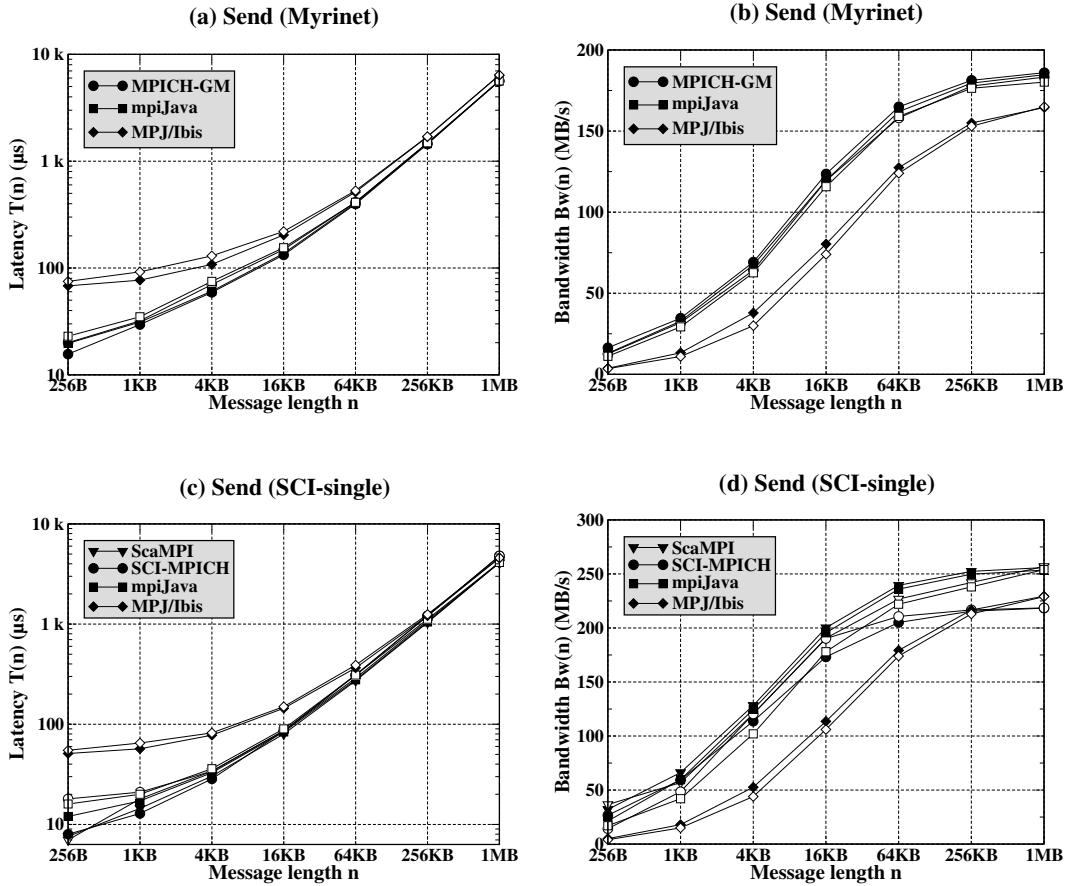 (a) Send (Myrinet)
10 k
1 k
100
10
Latency T(n) (µs)
MPICH-GM
mpiJava
MPJ/Ibis
256B 1KB 4KB 16KB 64KB 256KB 1MB
Message length n
(b) Send (Myrinet)
200
150
100
50
0
Bandwidth Bw(n) (MB/s)
MPICH-GM
mpiJava
MPJ/Ibis
256B 1KB 4KB 16KB 64KB 256KB 1MB
Message length n
(c) Send (SCI-single)
10 k
1 k
100
10
Latency T(n) (µs)
ScaMPI
SCI-MPICH
mpiJava
MPJ/Ibis
256B 1KB 4KB 16KB 64KB 256KB 1MB
Message length n
(d) Send (SCI-single)
300
250
200
150
100
50
0
Bandwidth Bw(n) (MB/s)
ScaMPI
SCI-MPICH
mpiJava
MPJ/Ibis
256B 1KB 4KB 16KB 64KB 256KB 1MB
Message length n